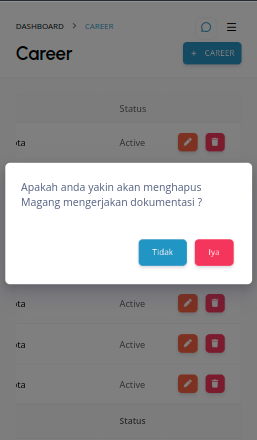 DASHBOARD > CAREER
Career
+ CAREER
Status
ota Active
Apakah anda yakin akan menghapus
Magang mengerjakan dokumentasi ?
Tidak Iya
ota Active
ota Active
ota Active
Status